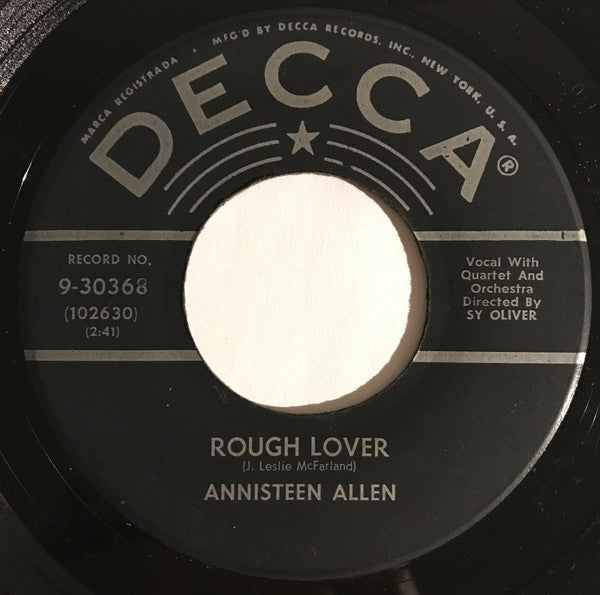 MARCA REGISTRADA • MFG'D BY DECCA RECORDS, INC., NEW YORK, U. S. A.
DECCA®
RECORD NO.
9-30368
(102630)
(2:41)
Vocal With
Quartet And
Orchestra
Directed By
SY OLIVER
ROUGH LOVER
(J. Leslie McFarland)
ANNISTEEN ALLEN